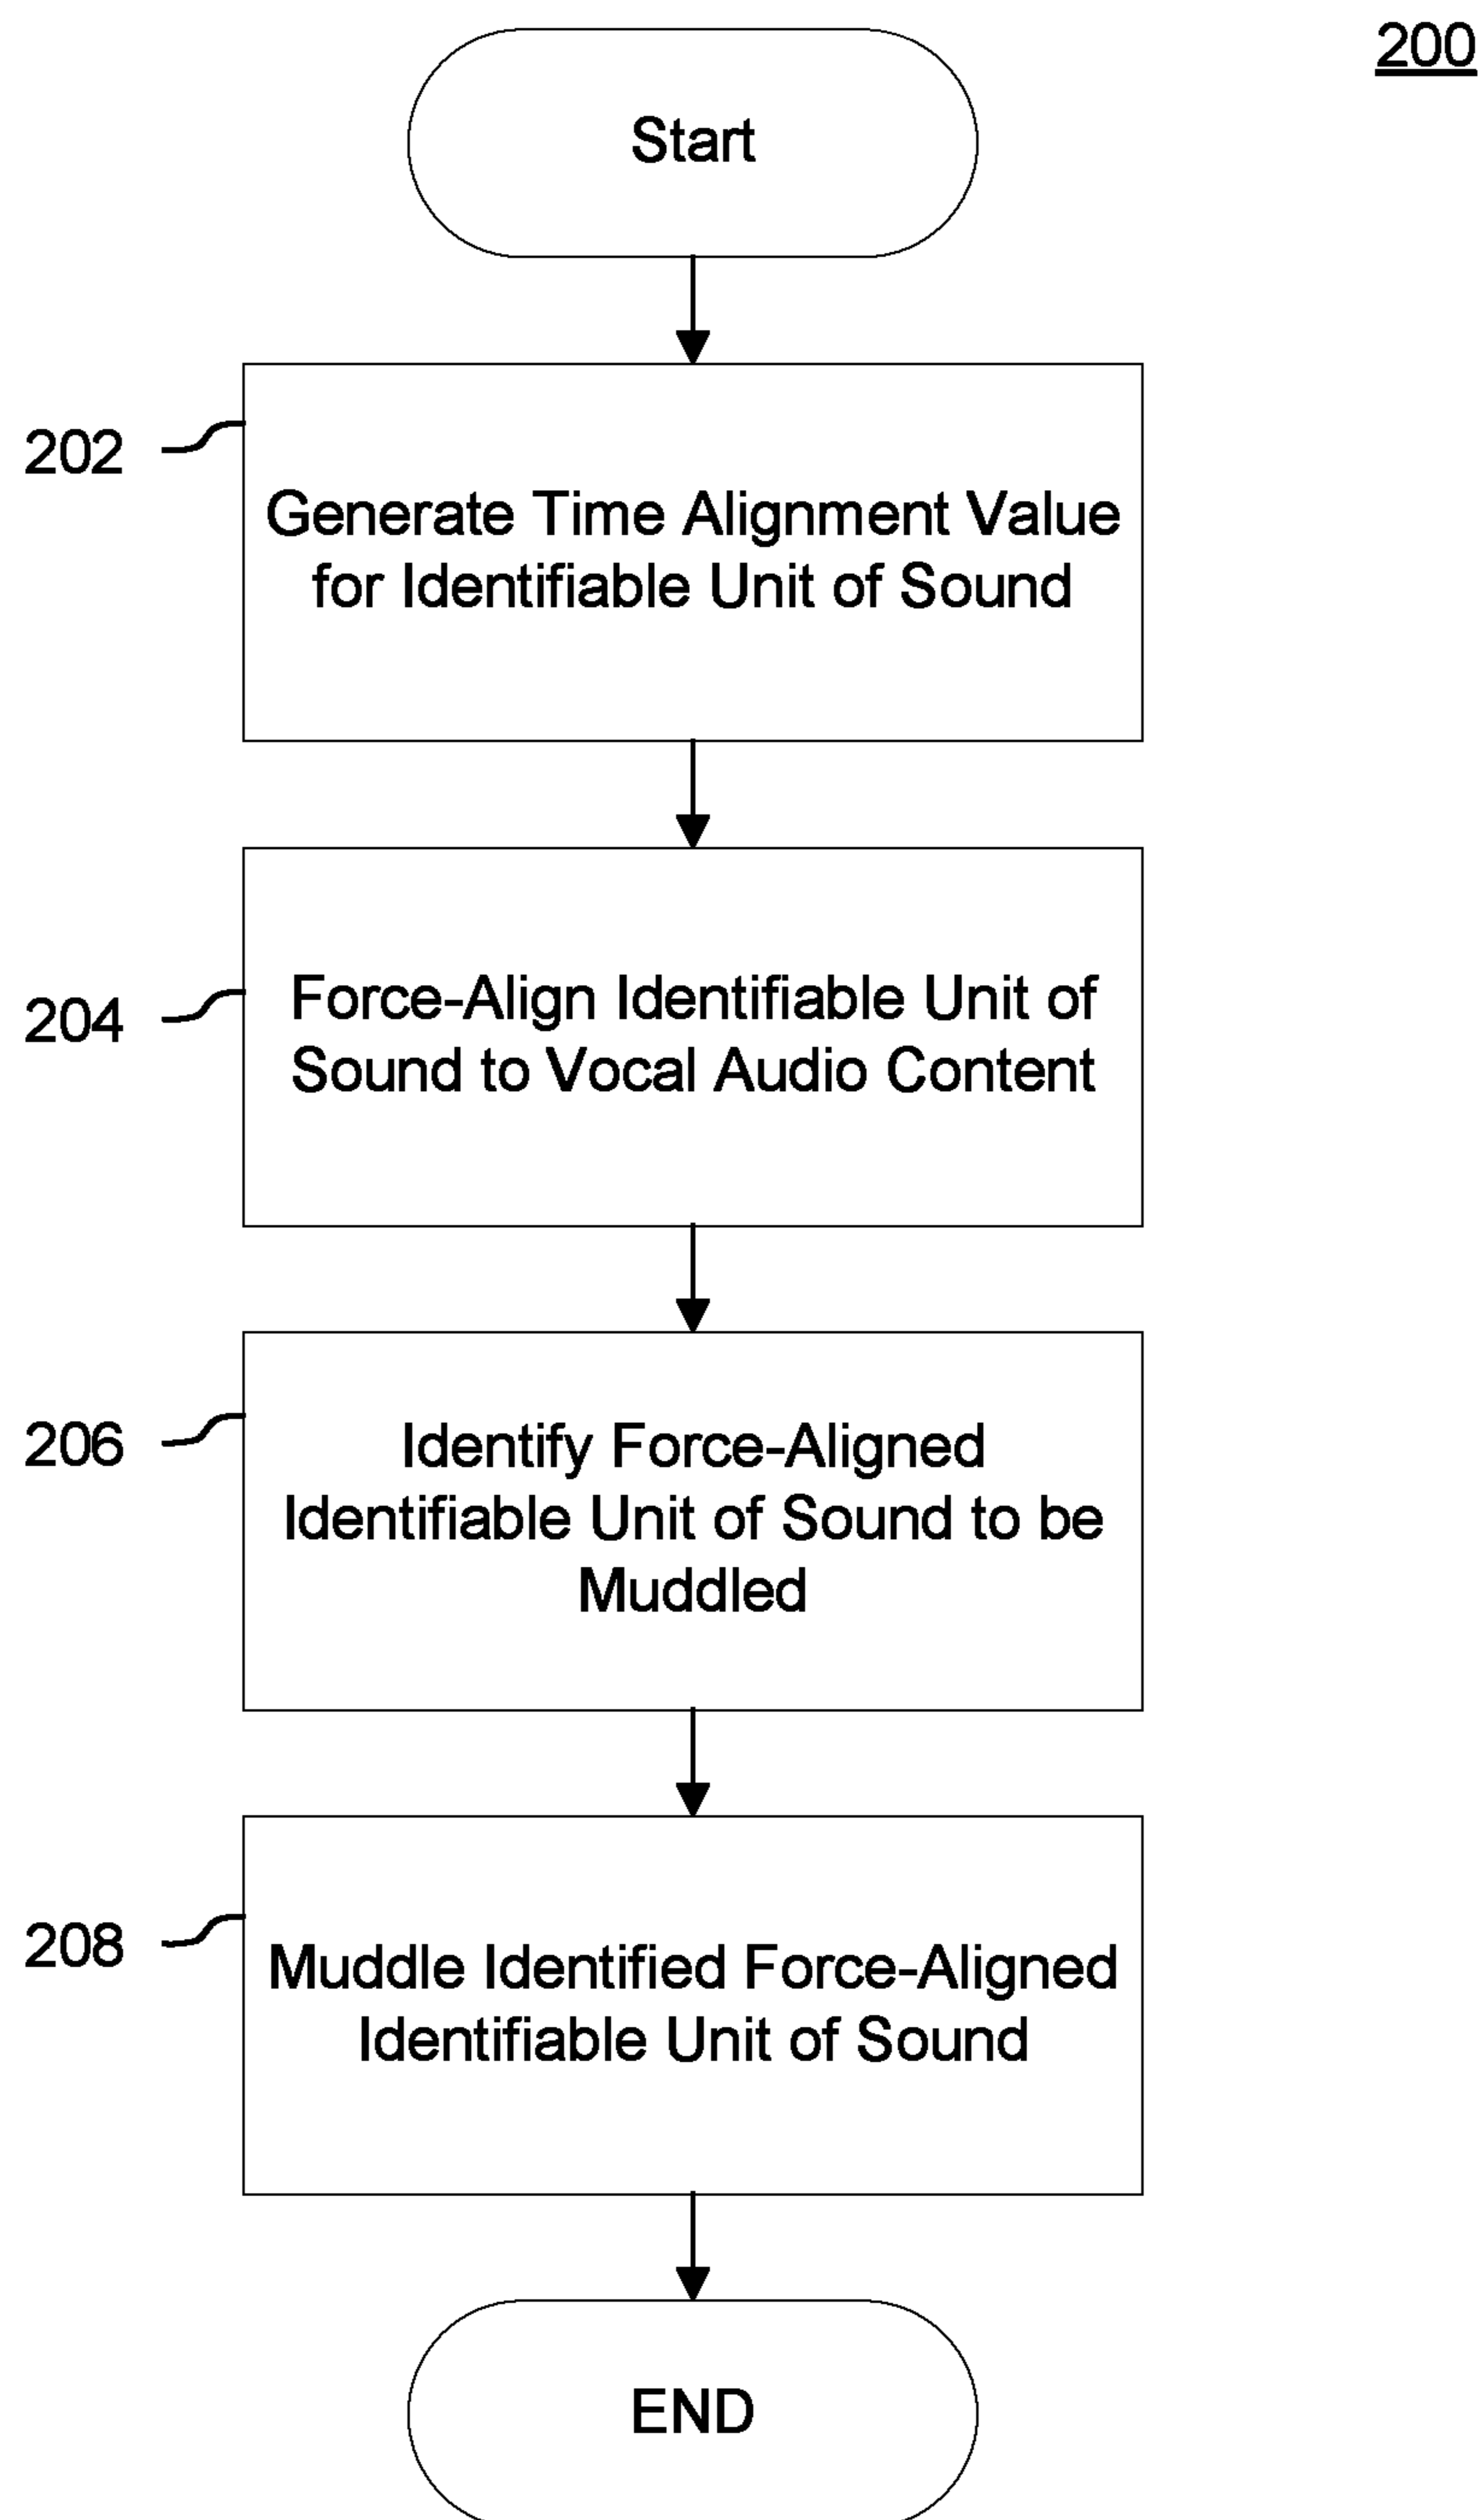 200
Start
202
Generate Time Alignment Value
for Identifiable Unit of Sound
204
Force-Align Identifiable Unit of
Sound to Vocal Audio Content
206
Identify Force-Aligned
Identifiable Unit of Sound to be
Muddled
208
Muddle Identified Force-Aligned
Identifiable Unit of Sound
END